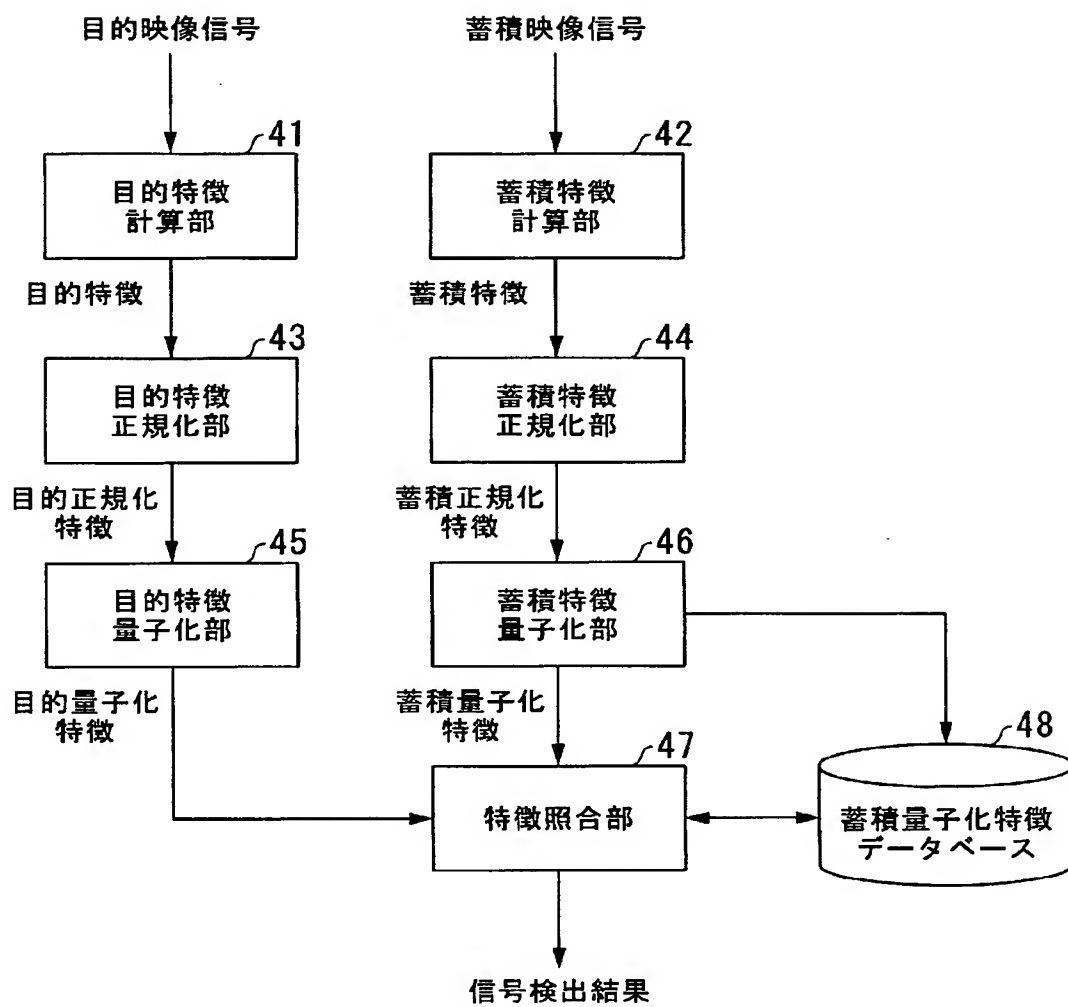 目的映像信号
蓄積映像信号
41
42
目的特徴
計算部
蓄積特徴
計算部
目的特徴
蓄積特徴
43
44
目的特徴
正規化部
蓄積特徴
正規化部
目的正規化
特徴
蓄積正規化
特徴
45
46
目的特徴
量子化部
蓄積特徴
量子化部
目的量子化
特徴
蓄積量子化
特徴
47
48
特徴照合部
蓄積量子化特徴
データベース
信号検出結果